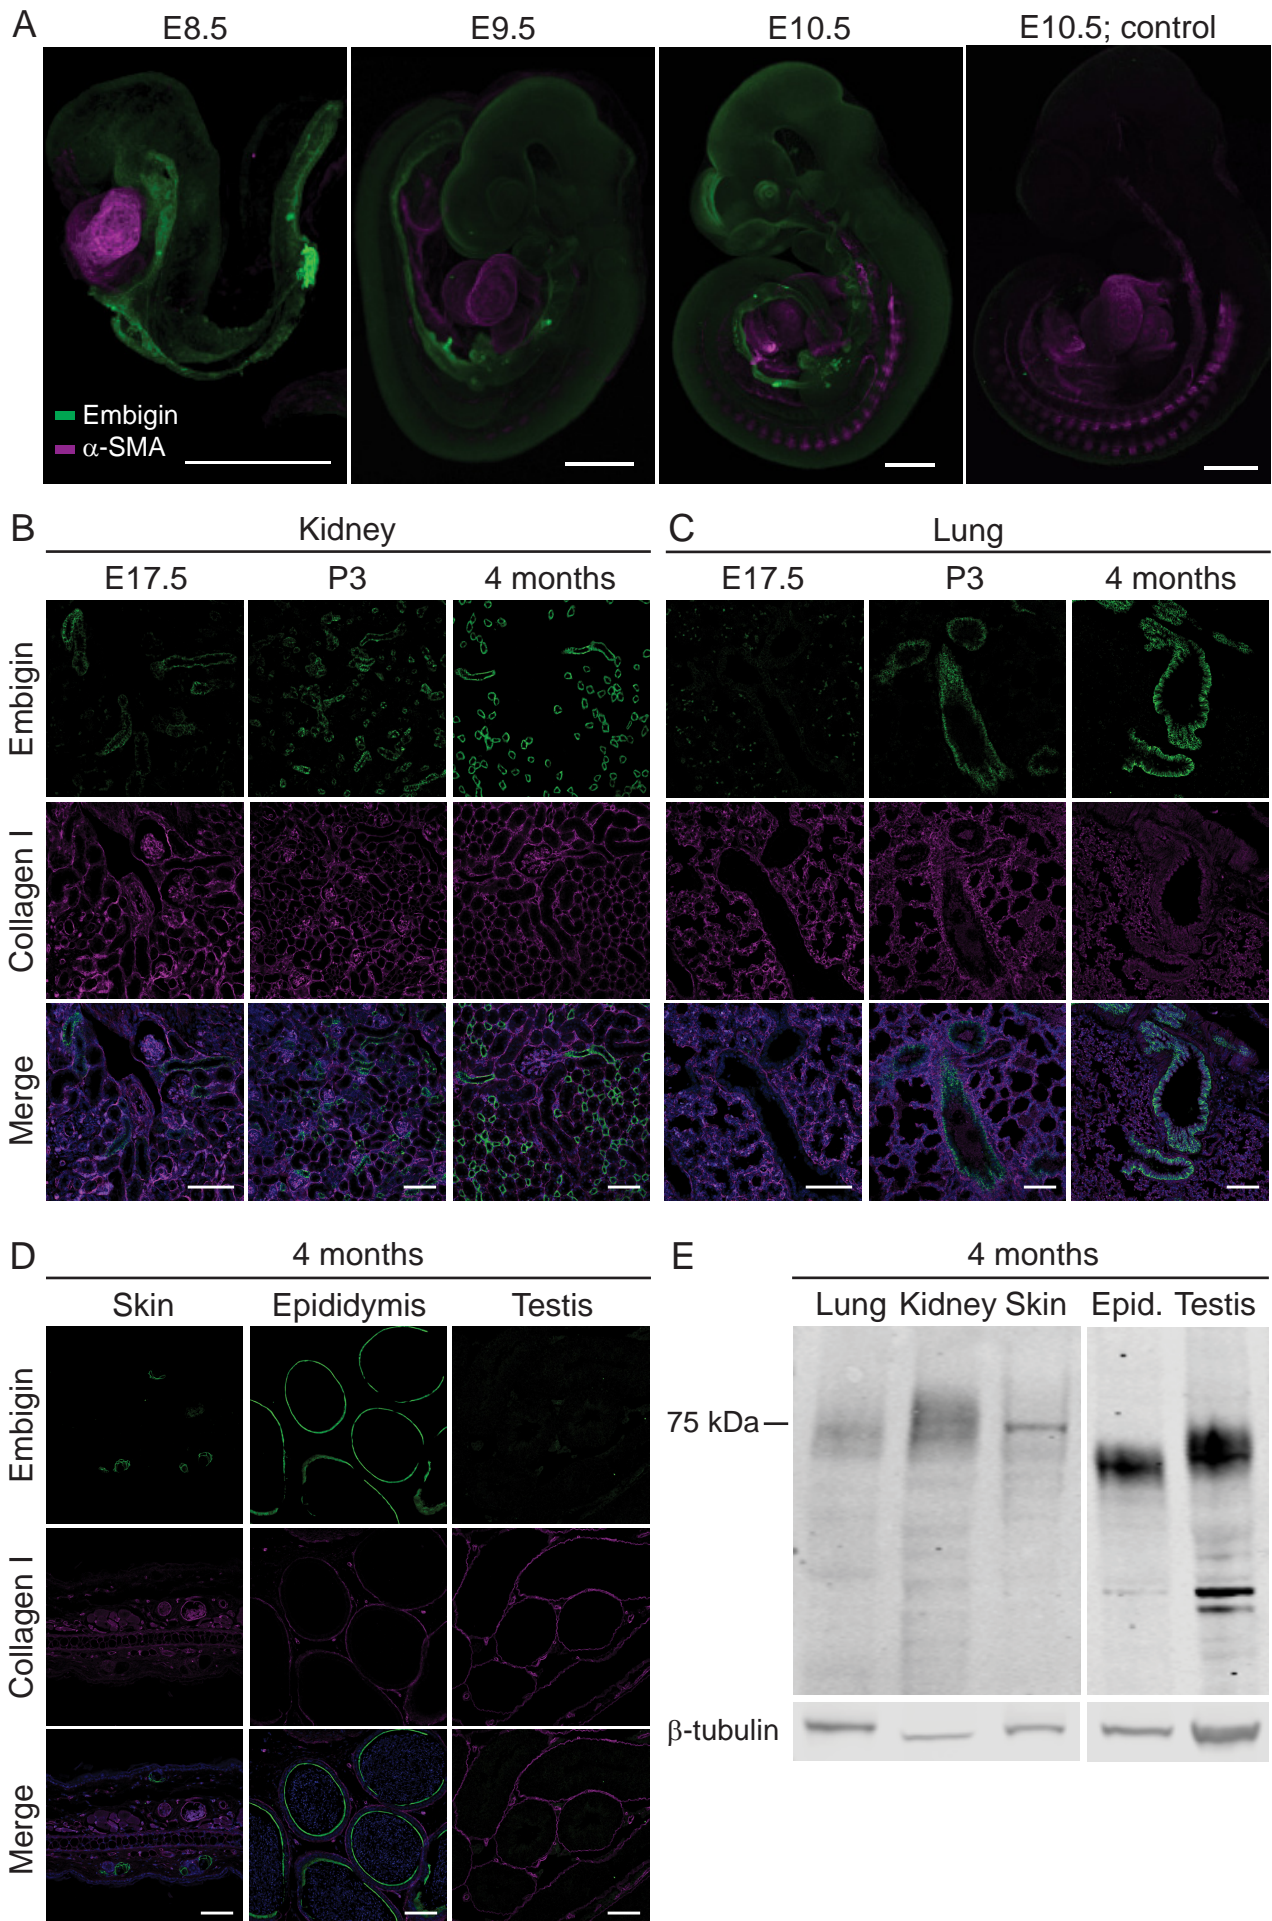 A
E8.5 E9.5 E10.5 E10.5; control
Embigin
α-SMA
B
Kidney
E17.5 P3 4 months
Embigin
Collagen I
Merge
C
Lung
E17.5 P3 4 months
D
4 months
Skin Epididymis Testis
Embigin
Collagen I
Merge
E
4 months
Lung Kidney Skin Epid. Testis
75 kDa
β-tubulin